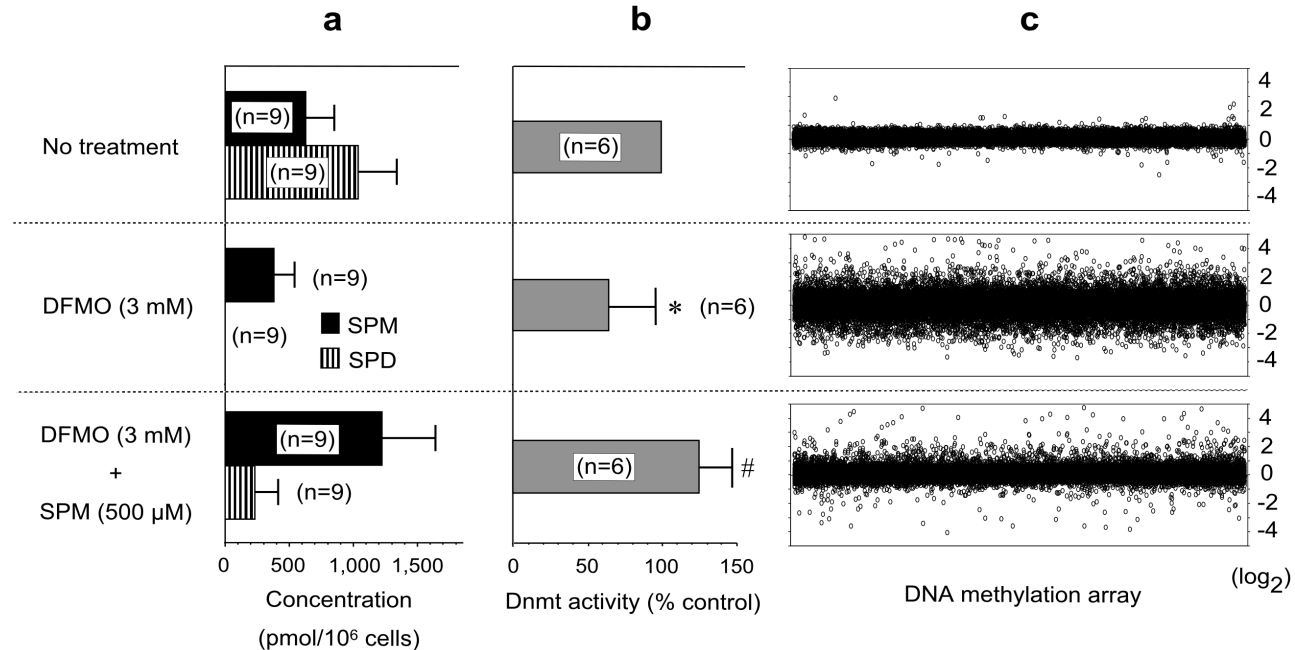 a
b
c
No treatment
(n=9)
(n=9)
(n=6)
4
2
0
-2
-4
DFMO (3 mM)
(n=9)
(n=9)
SPM
SPD
* (n=6)
4
2
0
-2
-4
DFMO (3 mM)
+
SPM (500 µM)
(n=9)
(n=9)
(n=6)
#
4
2
0
-2
-4
0 500 1,000 1,500
Concentration
(pmol/10⁶ cells)
0 50 100 150
Dnmt activity (% control)
DNA methylation array
(log₂)